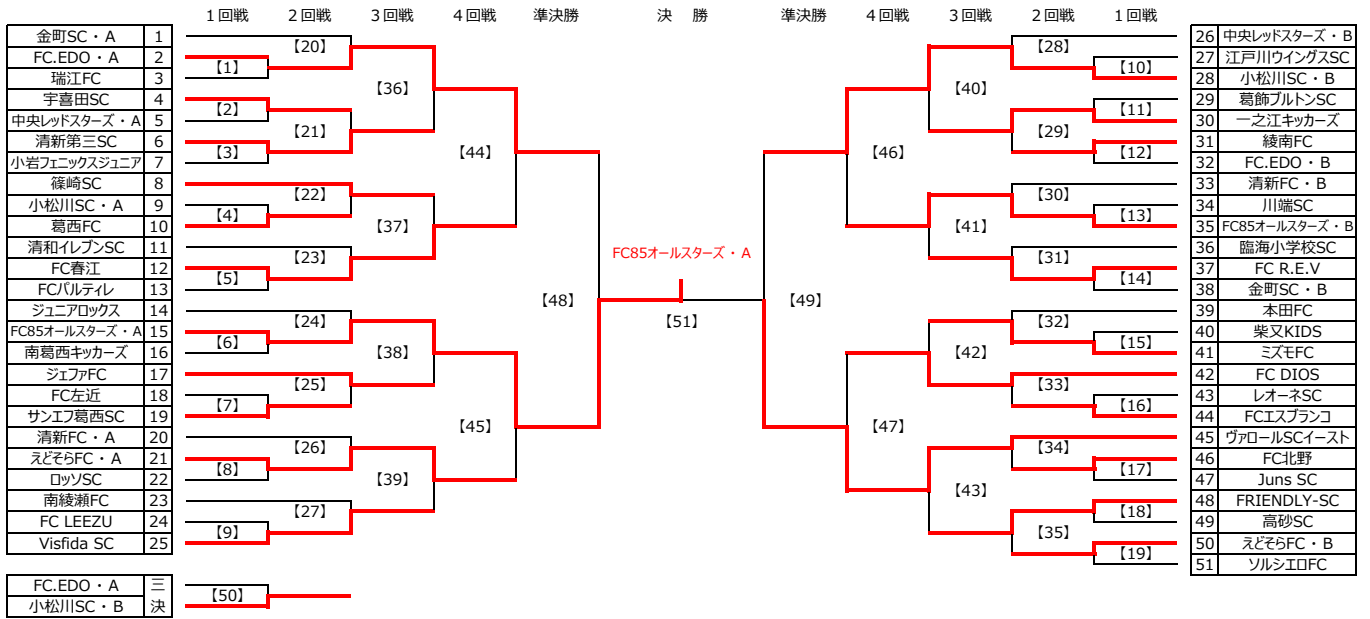 1回戦 2回戦 3回戦 4回戦 準決勝 決 勝 準決勝 4回戦 3回戦 2回戦 1回戦
金町SC・A 1
FC.EDO・A 2
瑞江FC 3
宇喜田SC 4
中央レッドスターズ・A 5
清新第三SC 6
小岩フェニックスジュニア 7
篠崎SC 8
小松川SC・A 9
葛西FC 10
清和イレブンSC 11
FC春江 12
FCパルティレ 13
ジュニアロックス 14
FC85オールスターズ・A 15
南葛西キッカーズ 16
ジェファFC 17
FC左近 18
サンエフ葛西SC 19
清新FC・A 20
えどそらFC・A 21
ロッソSC 22
南綾瀬FC 23
FC LEEZU 24
Visfida SC 25
【1】
【2】
【3】
【4】
【5】
【6】
【7】
【8】
【9】
【20】
【21】
【22】
【23】
【24】
【25】
【26】
【27】
【36】
【37】
【38】
【39】
【44】
【45】
【48】
FC85オールスターズ・A
【51】
【49】
【46】
【47】
【40】
【41】
【42】
【43】
【28】
【29】
【30】
【31】
【32】
【33】
【34】
【35】
【10】
【11】
【12】
【13】
【14】
【15】
【16】
【17】
【18】
【19】
26 中央レッドスターズ・B
27 江戸川ウイングスSC
28 小松川SC・B
29 葛飾ブルトンSC
30 一之江キッカーズ
31 綾南FC
32 FC.EDO・B
33 清新FC・B
34 川端SC
35 FC85オールスターズ・B
36 臨海小学校SC
37 FC R.E.V
38 金町SC・B
39 本田FC
40 柴又KIDS
41 ミズモFC
42 FC DIOS
43 レオーネSC
44 FCエスブランコ
45 ヴァロールSCイースト
46 FC北野
47 Juns SC
48 FRIENDLY-SC
49 高砂SC
50 えどそらFC・B
51 ソルシエロFC
FC.EDO・A 三
小松川SC・B 決
【50】